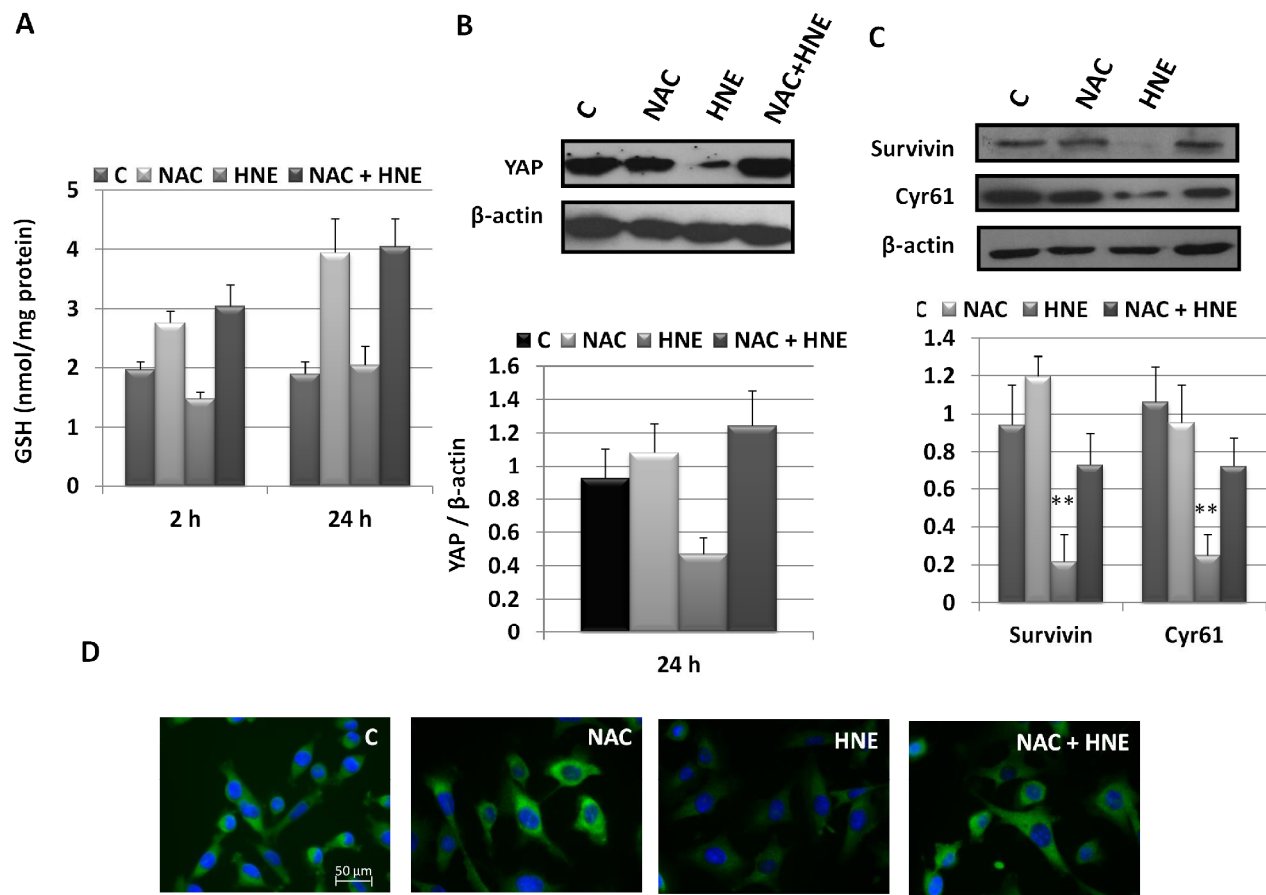 A
C NAC HNE NAC + HNE
GSH (nmol/mg protein)
5
4
3
2
1
0
2 h
24 h
B
C
NAC
HNE
NAC+HNE
YAP
β-actin
C NAC HNE NAC + HNE
YAP / β-actin
1.6
1.4
1.2
1
0.8
0.6
0.4
0.2
0
24 h
C
C
NAC
HNE
Survivin
Cyr61
β-actin
C NAC HNE NAC + HNE
1.4
1.2
1
0.8
0.6
0.4
0.2
0
**
**
Survivin
Cyr61
D
C
50 μm
NAC
HNE
NAC + HNE